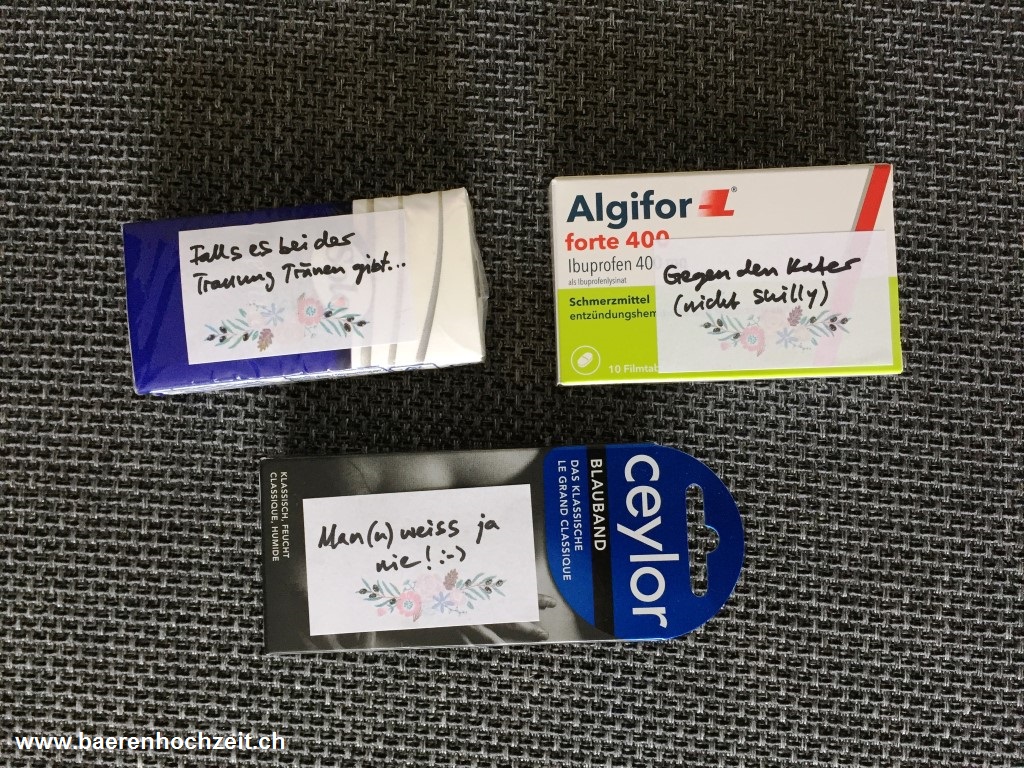 Falls es bei der
Trauung Tränen gibt...
Algifor-L®
forte 400
Ibuprofen 40
als Ibuprofenlysinat
Schmerzmittel
entzündungshem
10 Filmtab
Gegen den Kater
(nicht Shilly)
KLASSISCH, FEUCHT
CLASSIQUE, HUMIDE
Man(n) weiss ja
nie! :-)
DAS KLASSISCHE
LE GRAND CLASSIQUE
BLAUBAND
ceylor
www.baerenhochzeit.ch